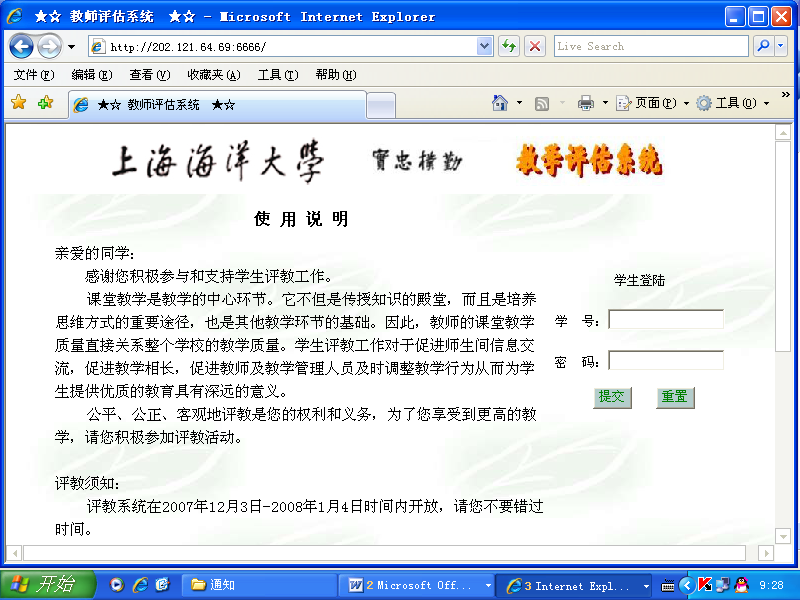 ★☆ 教师评估系统 ★☆ - Microsoft Internet Explorer
http://202.121.64.69:6666/
Live Search
文件(F) 编辑(E) 查看(V) 收藏夹(A) 工具(T) 帮助(H)
★☆ 教师评估系统 ★☆
页面(P) 工具(O) »
上海海洋大學 實忠横勤 教学评估系统
使用说明
亲爱的同学:
感谢您积极参与和支持学生评教工作。
课堂教学是教学的中心环节。它不但是传授知识的殿堂，而且是培养
思维方式的重要途径，也是其他教学环节的基础。因此，教师的课堂教学
质量直接关系整个学校的教学质量。学生评教工作对于促进师生间信息交
流，促进教学相长，促进教师及教学管理人员及时调整教学行为从而为学
生提供优质的教育具有深远的意义。
公平、公正、客观地评教是您的权利和义务，为了您享受到更高的教
学，请您积极参加评教活动。
评教须知:
评教系统在2007年12月3日-2008年1月4日时间内开放，请您不要错过
时间。
学生登陆
学 号:
密 码:
提交 重置
开始
通知
2 Microsoft Off...
3 Internet Expl...
9:28